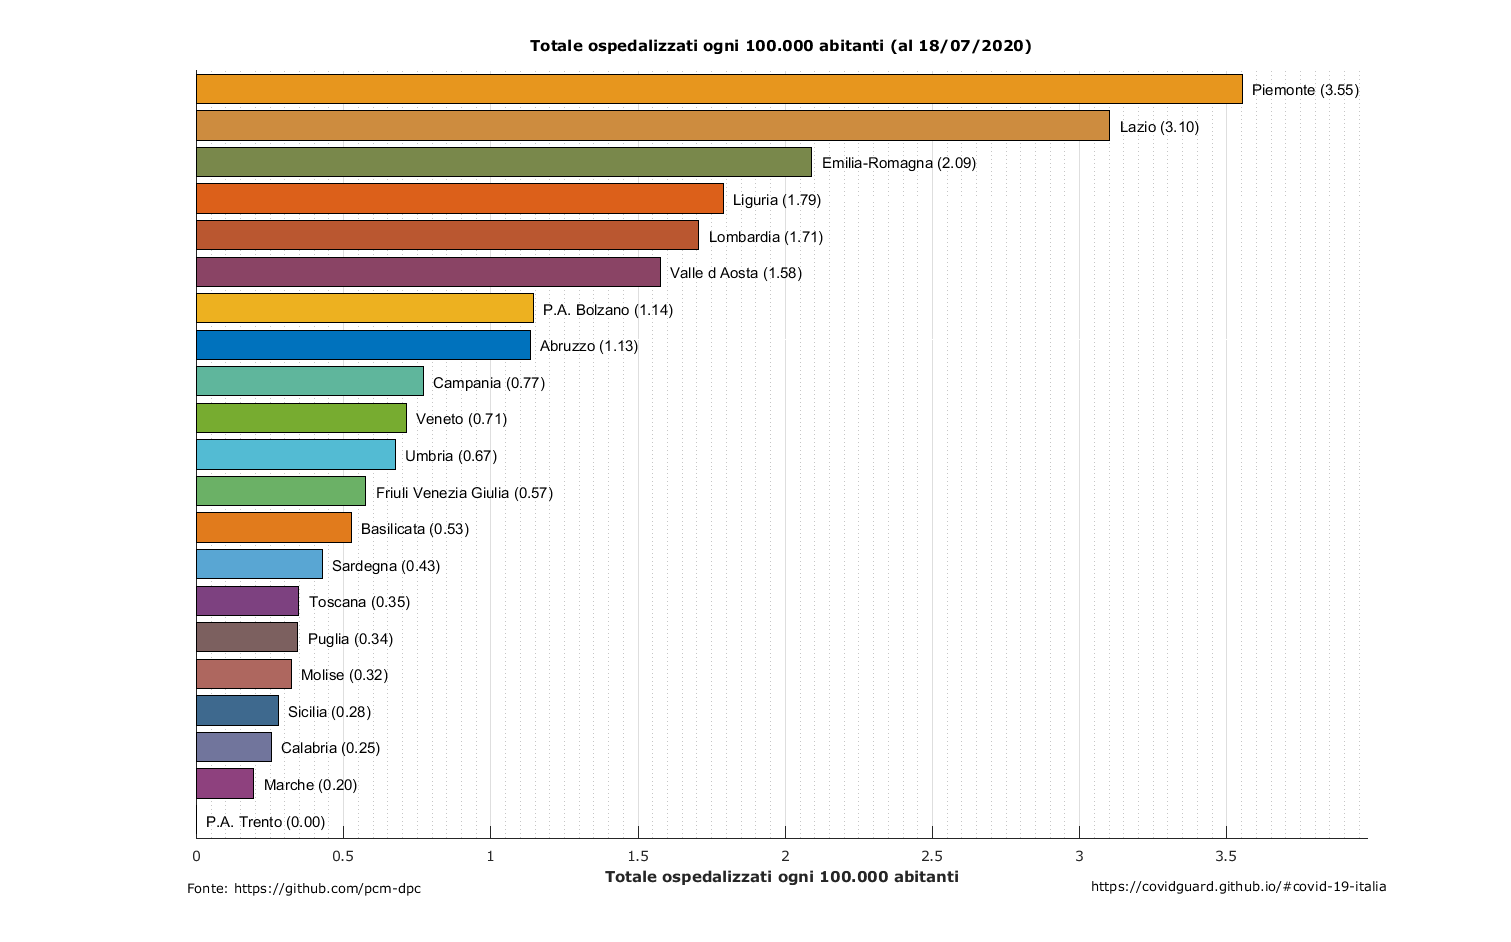 Totale ospedalizzati ogni 100.000 abitanti (al 18/07/2020)
Piemonte (3.55)
Lazio (3.10)
Emilia-Romagna (2.09)
Liguria (1.79)
Lombardia (1.71)
Valle d Aosta (1.58)
P.A. Bolzano (1.14)
Abruzzo (1.13)
Campania (0.77)
Veneto (0.71)
Umbria (0.67)
Friuli Venezia Giulia (0.57)
Basilicata (0.53)
Sardegna (0.43)
Toscana (0.35)
Puglia (0.34)
Molise (0.32)
Sicilia (0.28)
Calabria (0.25)
Marche (0.20)
P.A. Trento (0.00)
0 0.5 1 1.5 2 2.5 3 3.5
Totale ospedalizzati ogni 100.000 abitanti
Fonte: https://github.com/pcm-dpc
https://covidguard.github.io/#covid-19-italia